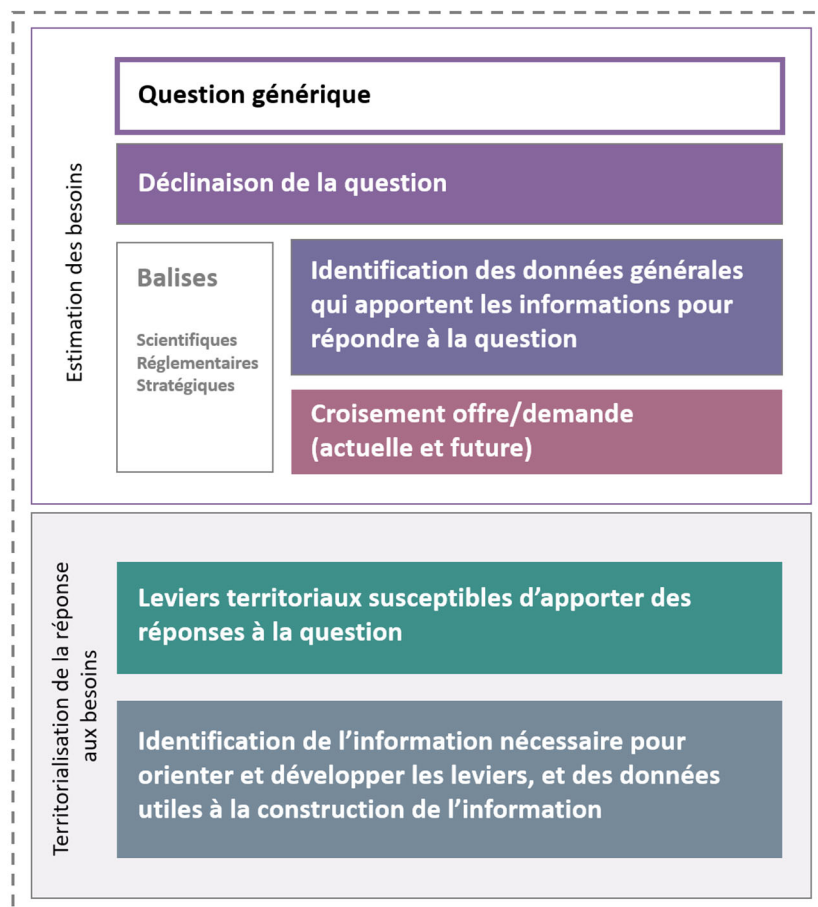 Question générique
Déclinaison de la question
Estimation des besoins
Balises
Scientifiques
Réglementaires
Stratégiques
Identification des données générales
qui apportent les informations pour
répondre à la question
Croisement offre/demande
(actuelle et future)
Territorialisation de la réponse
aux besoins
Leviers territoriaux susceptibles d’apporter des
réponses à la question
Identification de l’information nécessaire pour
orienter et développer les leviers, et des données
utiles à la construction de l’information